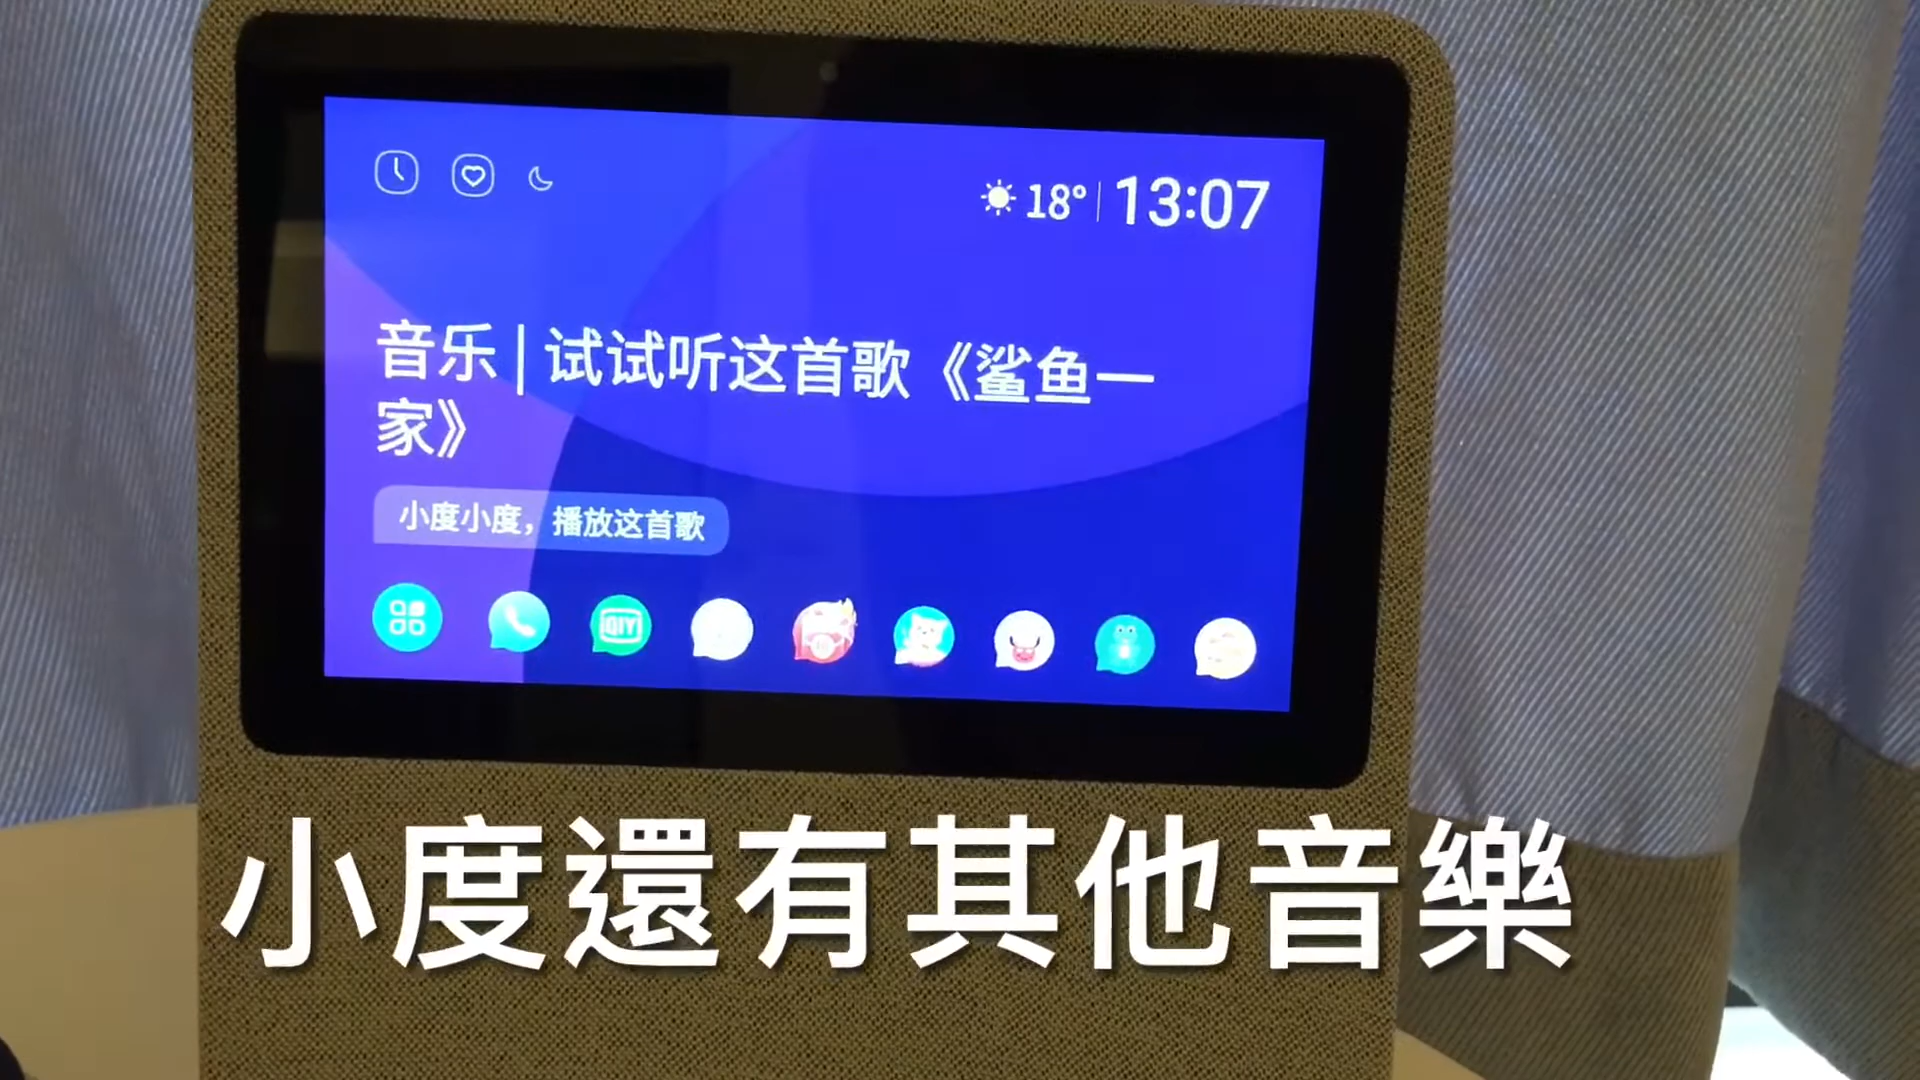 18° 13:07
音乐 | 试试听这首歌《鲨鱼一
家》
小度小度，播放这首歌
QIY
小度還有其他音樂